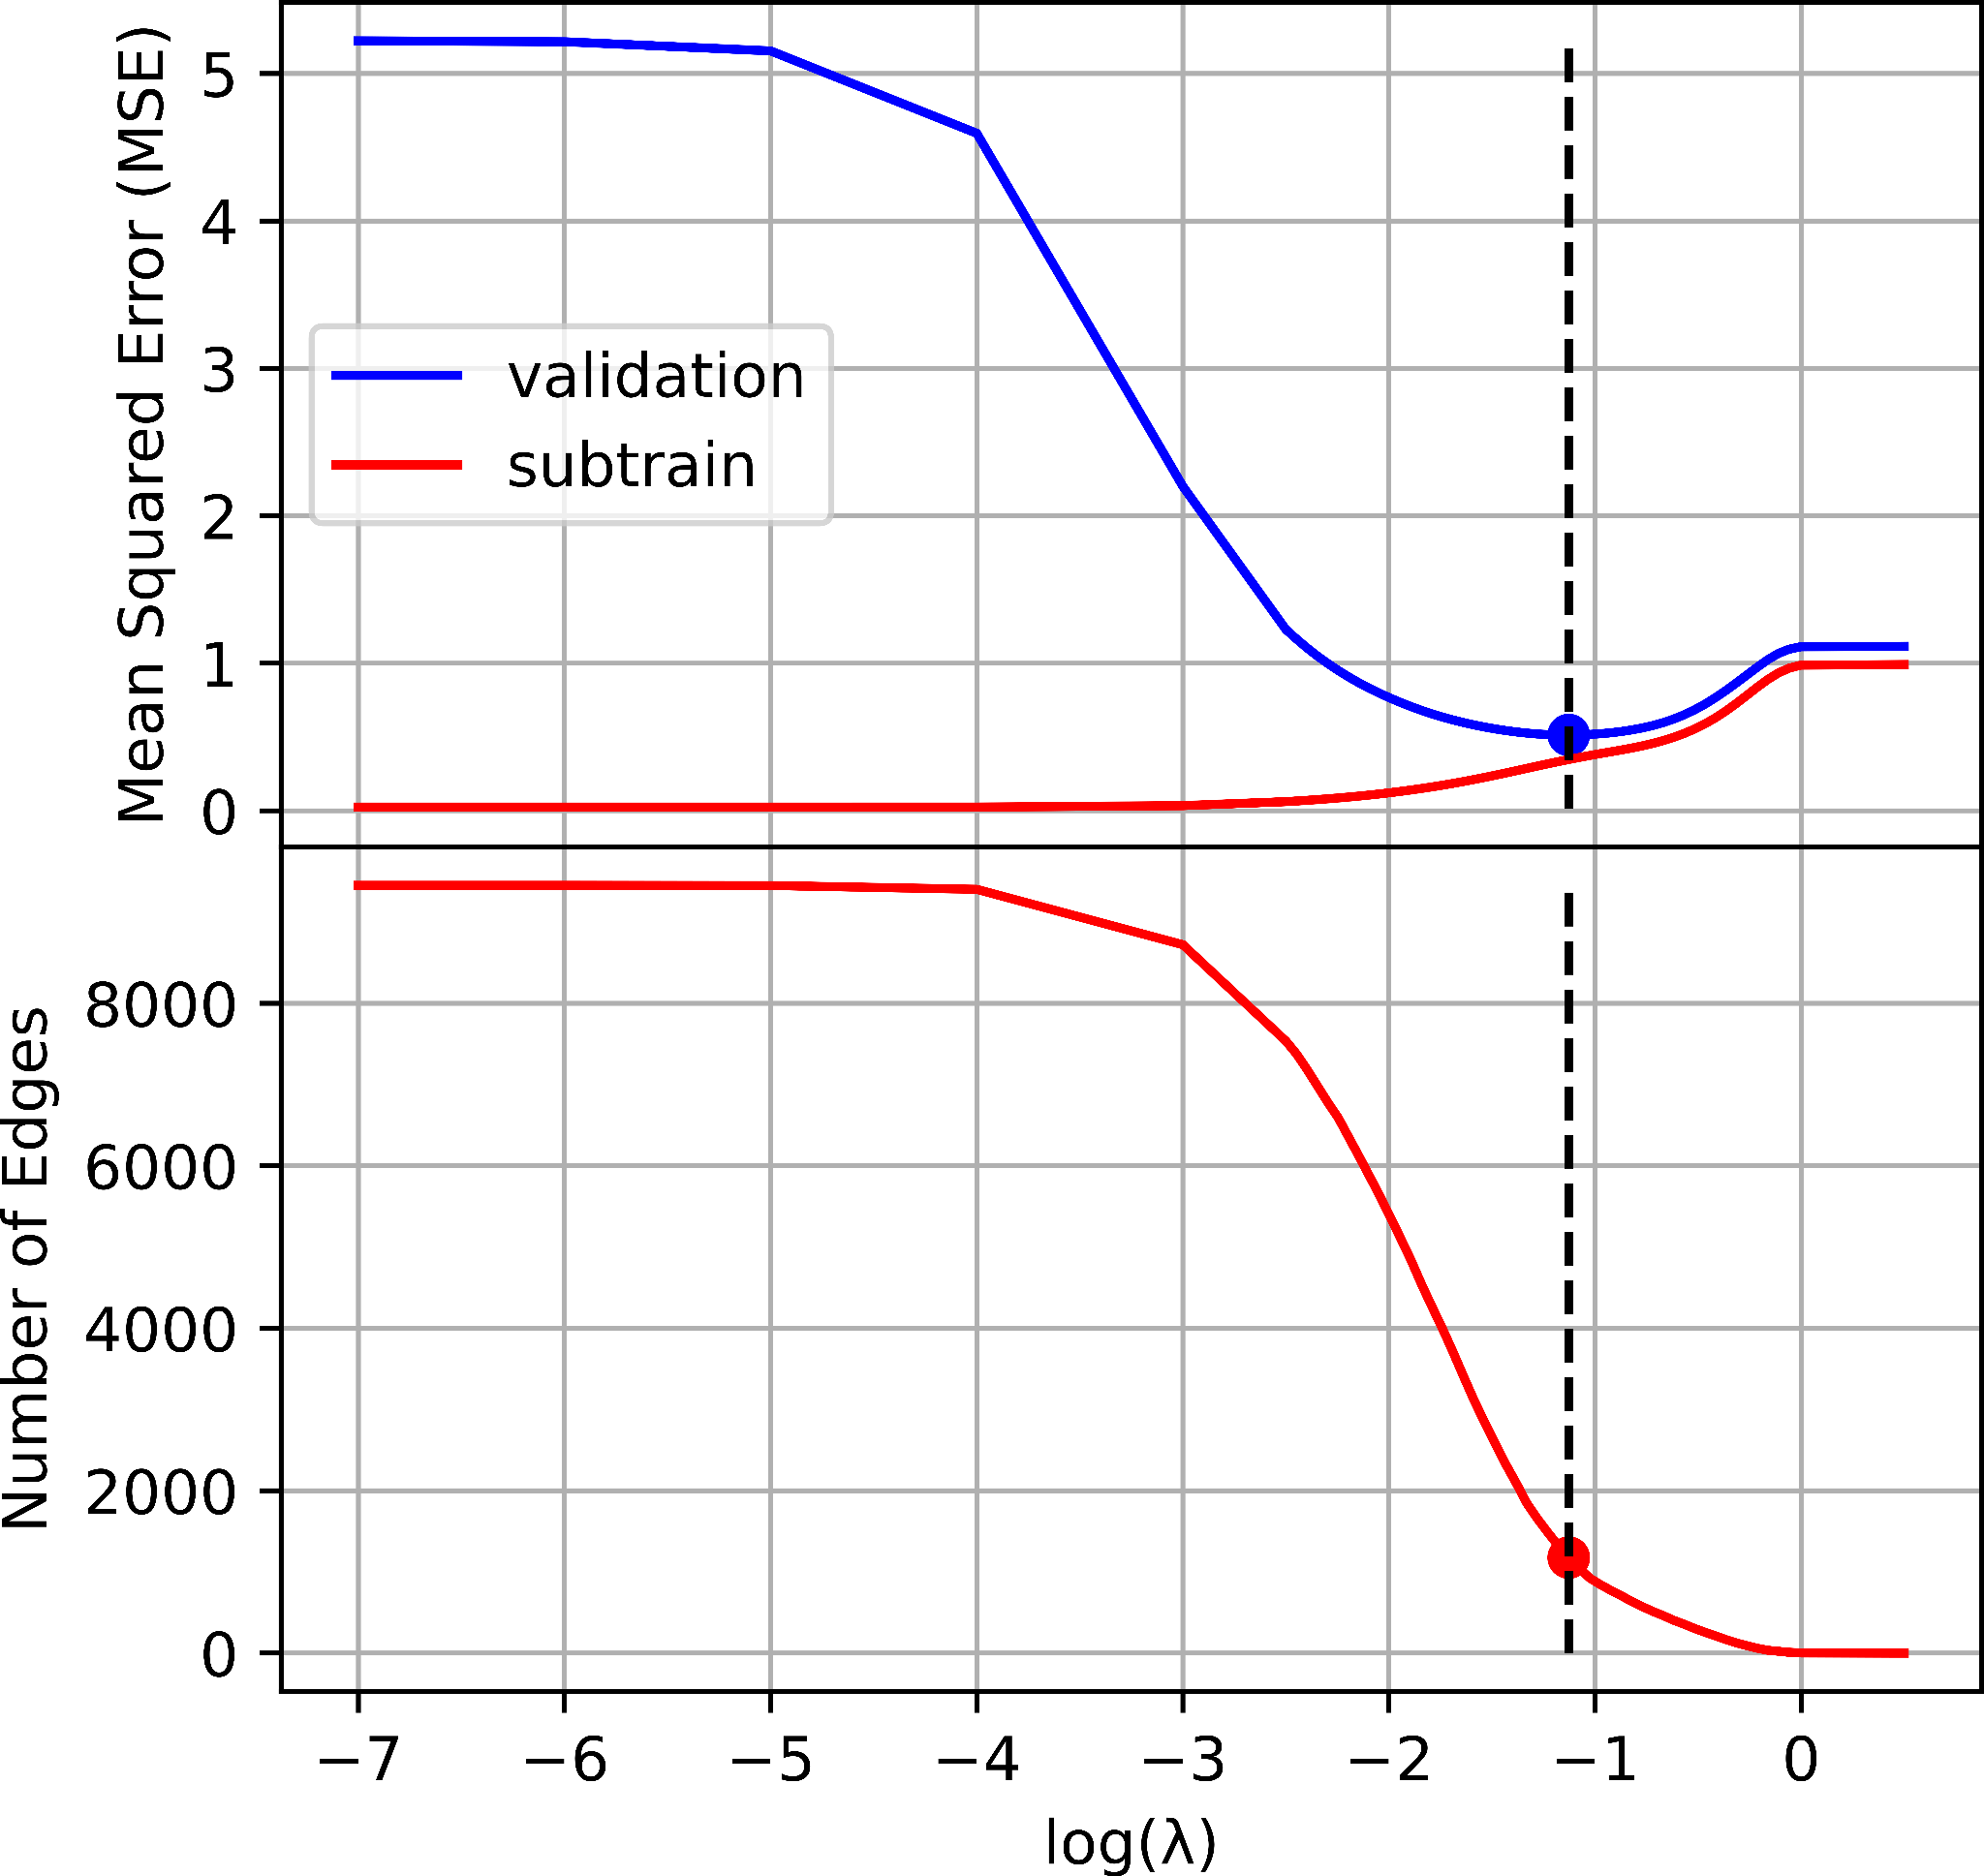 Mean Squared Error (MSE)
5
4
3
2
1
0
validation
subtrain
Number of Edges
8000
6000
4000
2000
0
−7 −6 −5 −4 −3 −2 −1 0
log(λ)